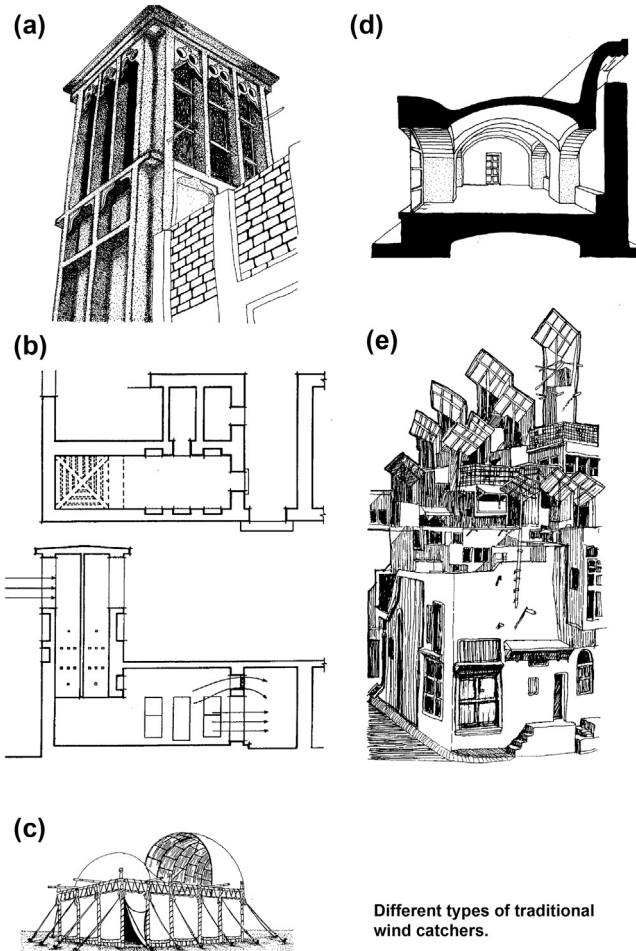 (a)
(d)
(b)
(e)
(c)
Different types of traditional
wind catchers.